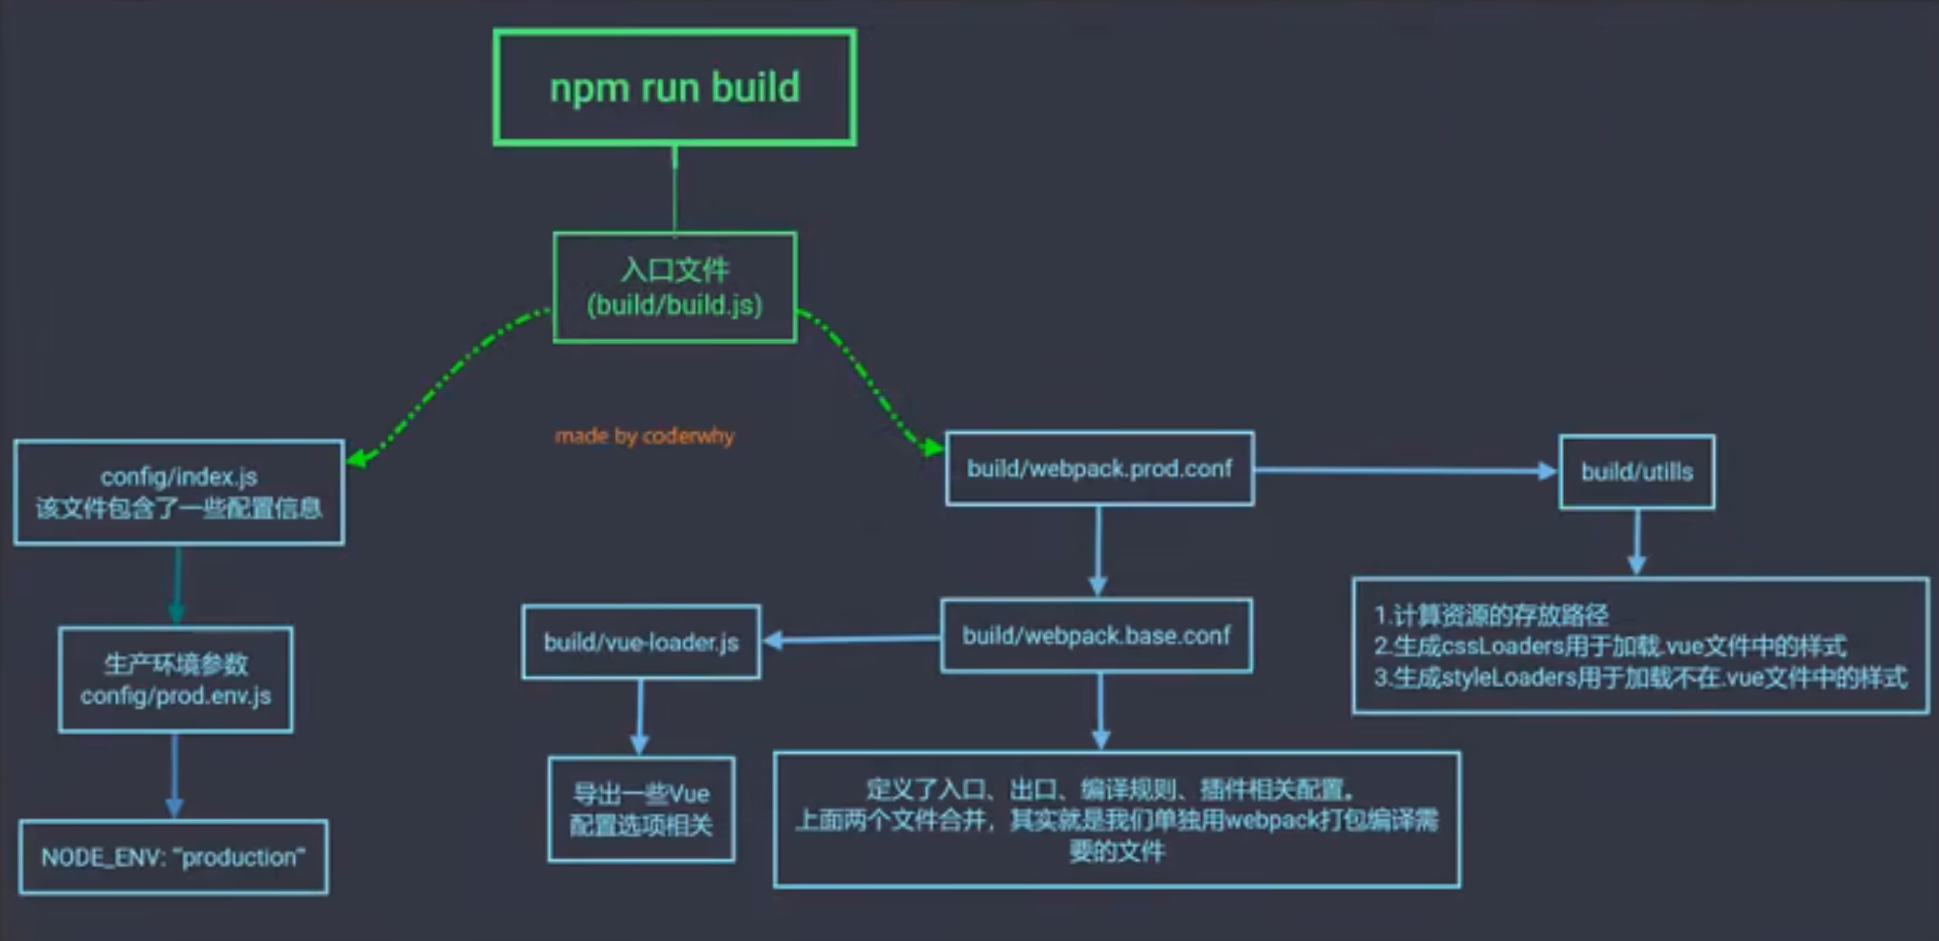 npm run build
入口文件
(build/build.js)
made by coderwhy
config/index.js
该文件包含了一些配置信息
build/webpack.prod.conf
build/utills
生产环境参数
config/prod.env.js
build/vue-loader.js
build/webpack.base.conf
1.计算资源的存放路径
2.生成cssLoaders用于加载.vue文件中的样式
3.生成styleLoaders用于加载不在.vue文件中的样式
NODE_ENV: "production"
导出一些Vue
配置选项相关
定义了入口、出口、编译规则、插件相关配置。
上面两个文件合并，其实就是我们单独用webpack打包编译需
要的文件